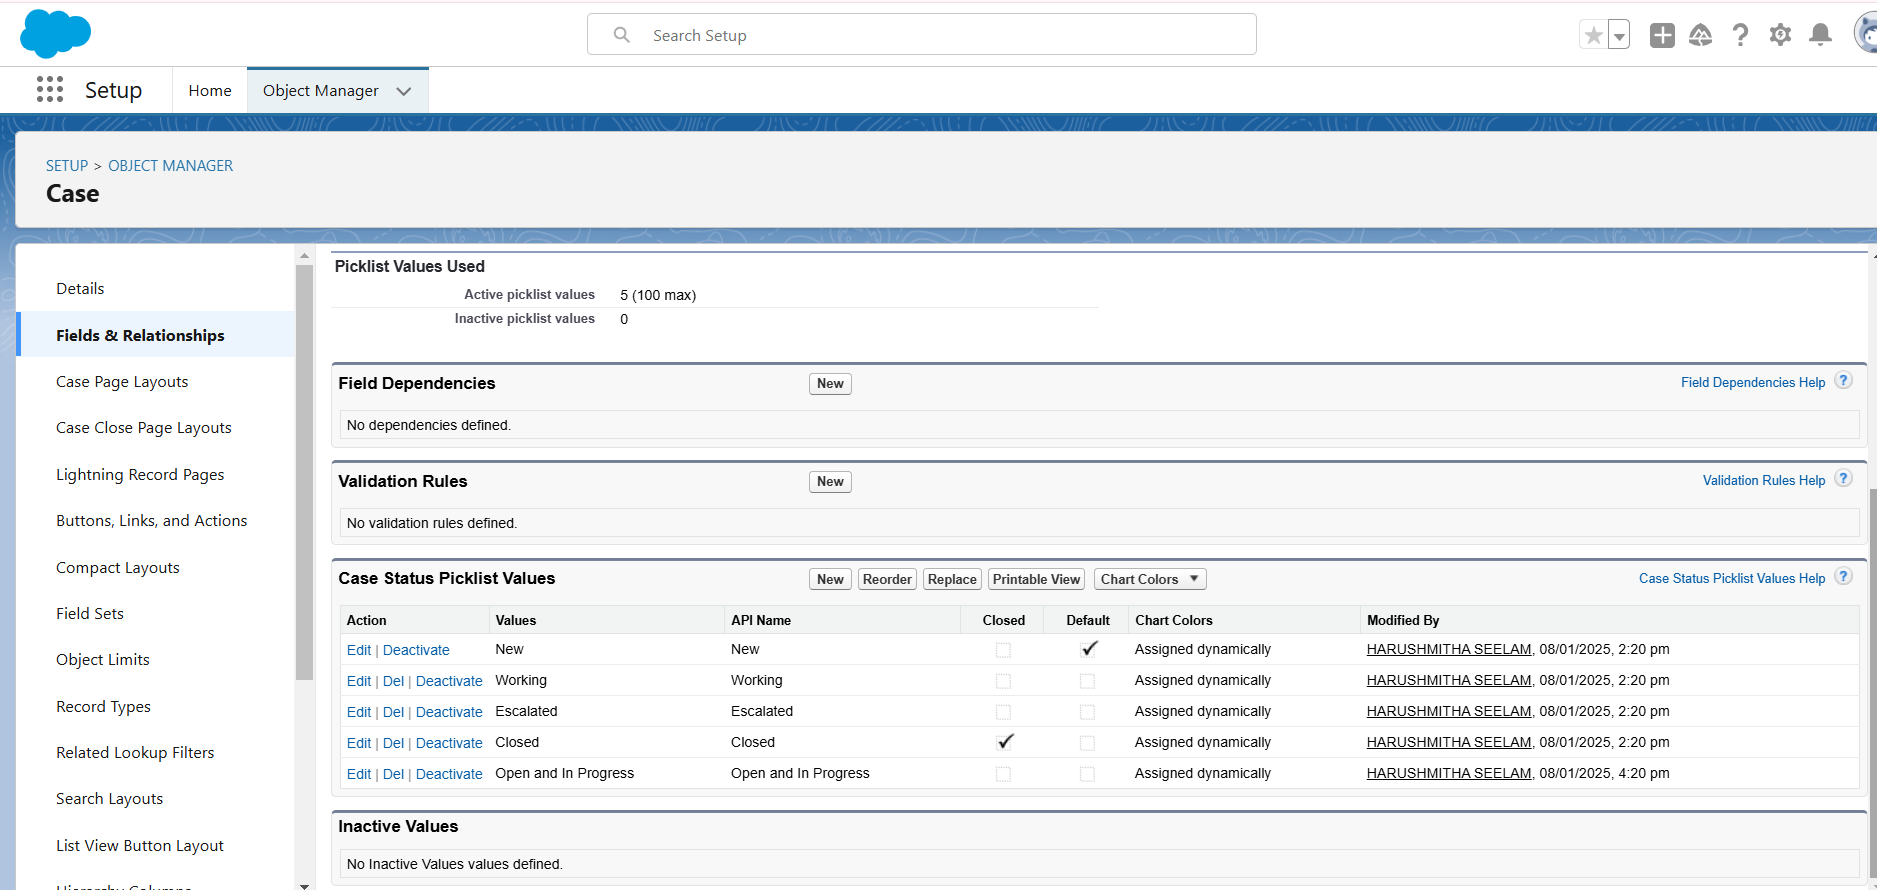 Search Setup
Setup Home Object Manager
SETUP > OBJECT MANAGER
Case
Details
Fields & Relationships
Case Page Layouts
Case Close Page Layouts
Lightning Record Pages
Buttons, Links, and Actions
Compact Layouts
Field Sets
Object Limits
Record Types
Related Lookup Filters
Search Layouts
List View Button Layout
Hierarchy Columns
Picklist Values Used
Active picklist values 5 (100 max)
Inactive picklist values 0
Field Dependencies New Field Dependencies Help ?
No dependencies defined.
Validation Rules New Validation Rules Help ?
No validation rules defined.
Case Status Picklist Values New Reorder Replace Printable View Chart Colors Case Status Picklist Values Help ?
Action Values API Name Closed Default Chart Colors Modified By
Edit | Deactivate New New Assigned dynamically HARUSHMITHA SEELAM, 08/01/2025, 2:20 pm
Edit | Del | Deactivate Working Working Assigned dynamically HARUSHMITHA SEELAM, 08/01/2025, 2:20 pm
Edit | Del | Deactivate Escalated Escalated Assigned dynamically HARUSHMITHA SEELAM, 08/01/2025, 2:20 pm
Edit | Del | Deactivate Closed Closed Assigned dynamically HARUSHMITHA SEELAM, 08/01/2025, 2:20 pm
Edit | Del | Deactivate Open and In Progress Open and In Progress Assigned dynamically HARUSHMITHA SEELAM, 08/01/2025, 4:20 pm
Inactive Values
No Inactive Values values defined.